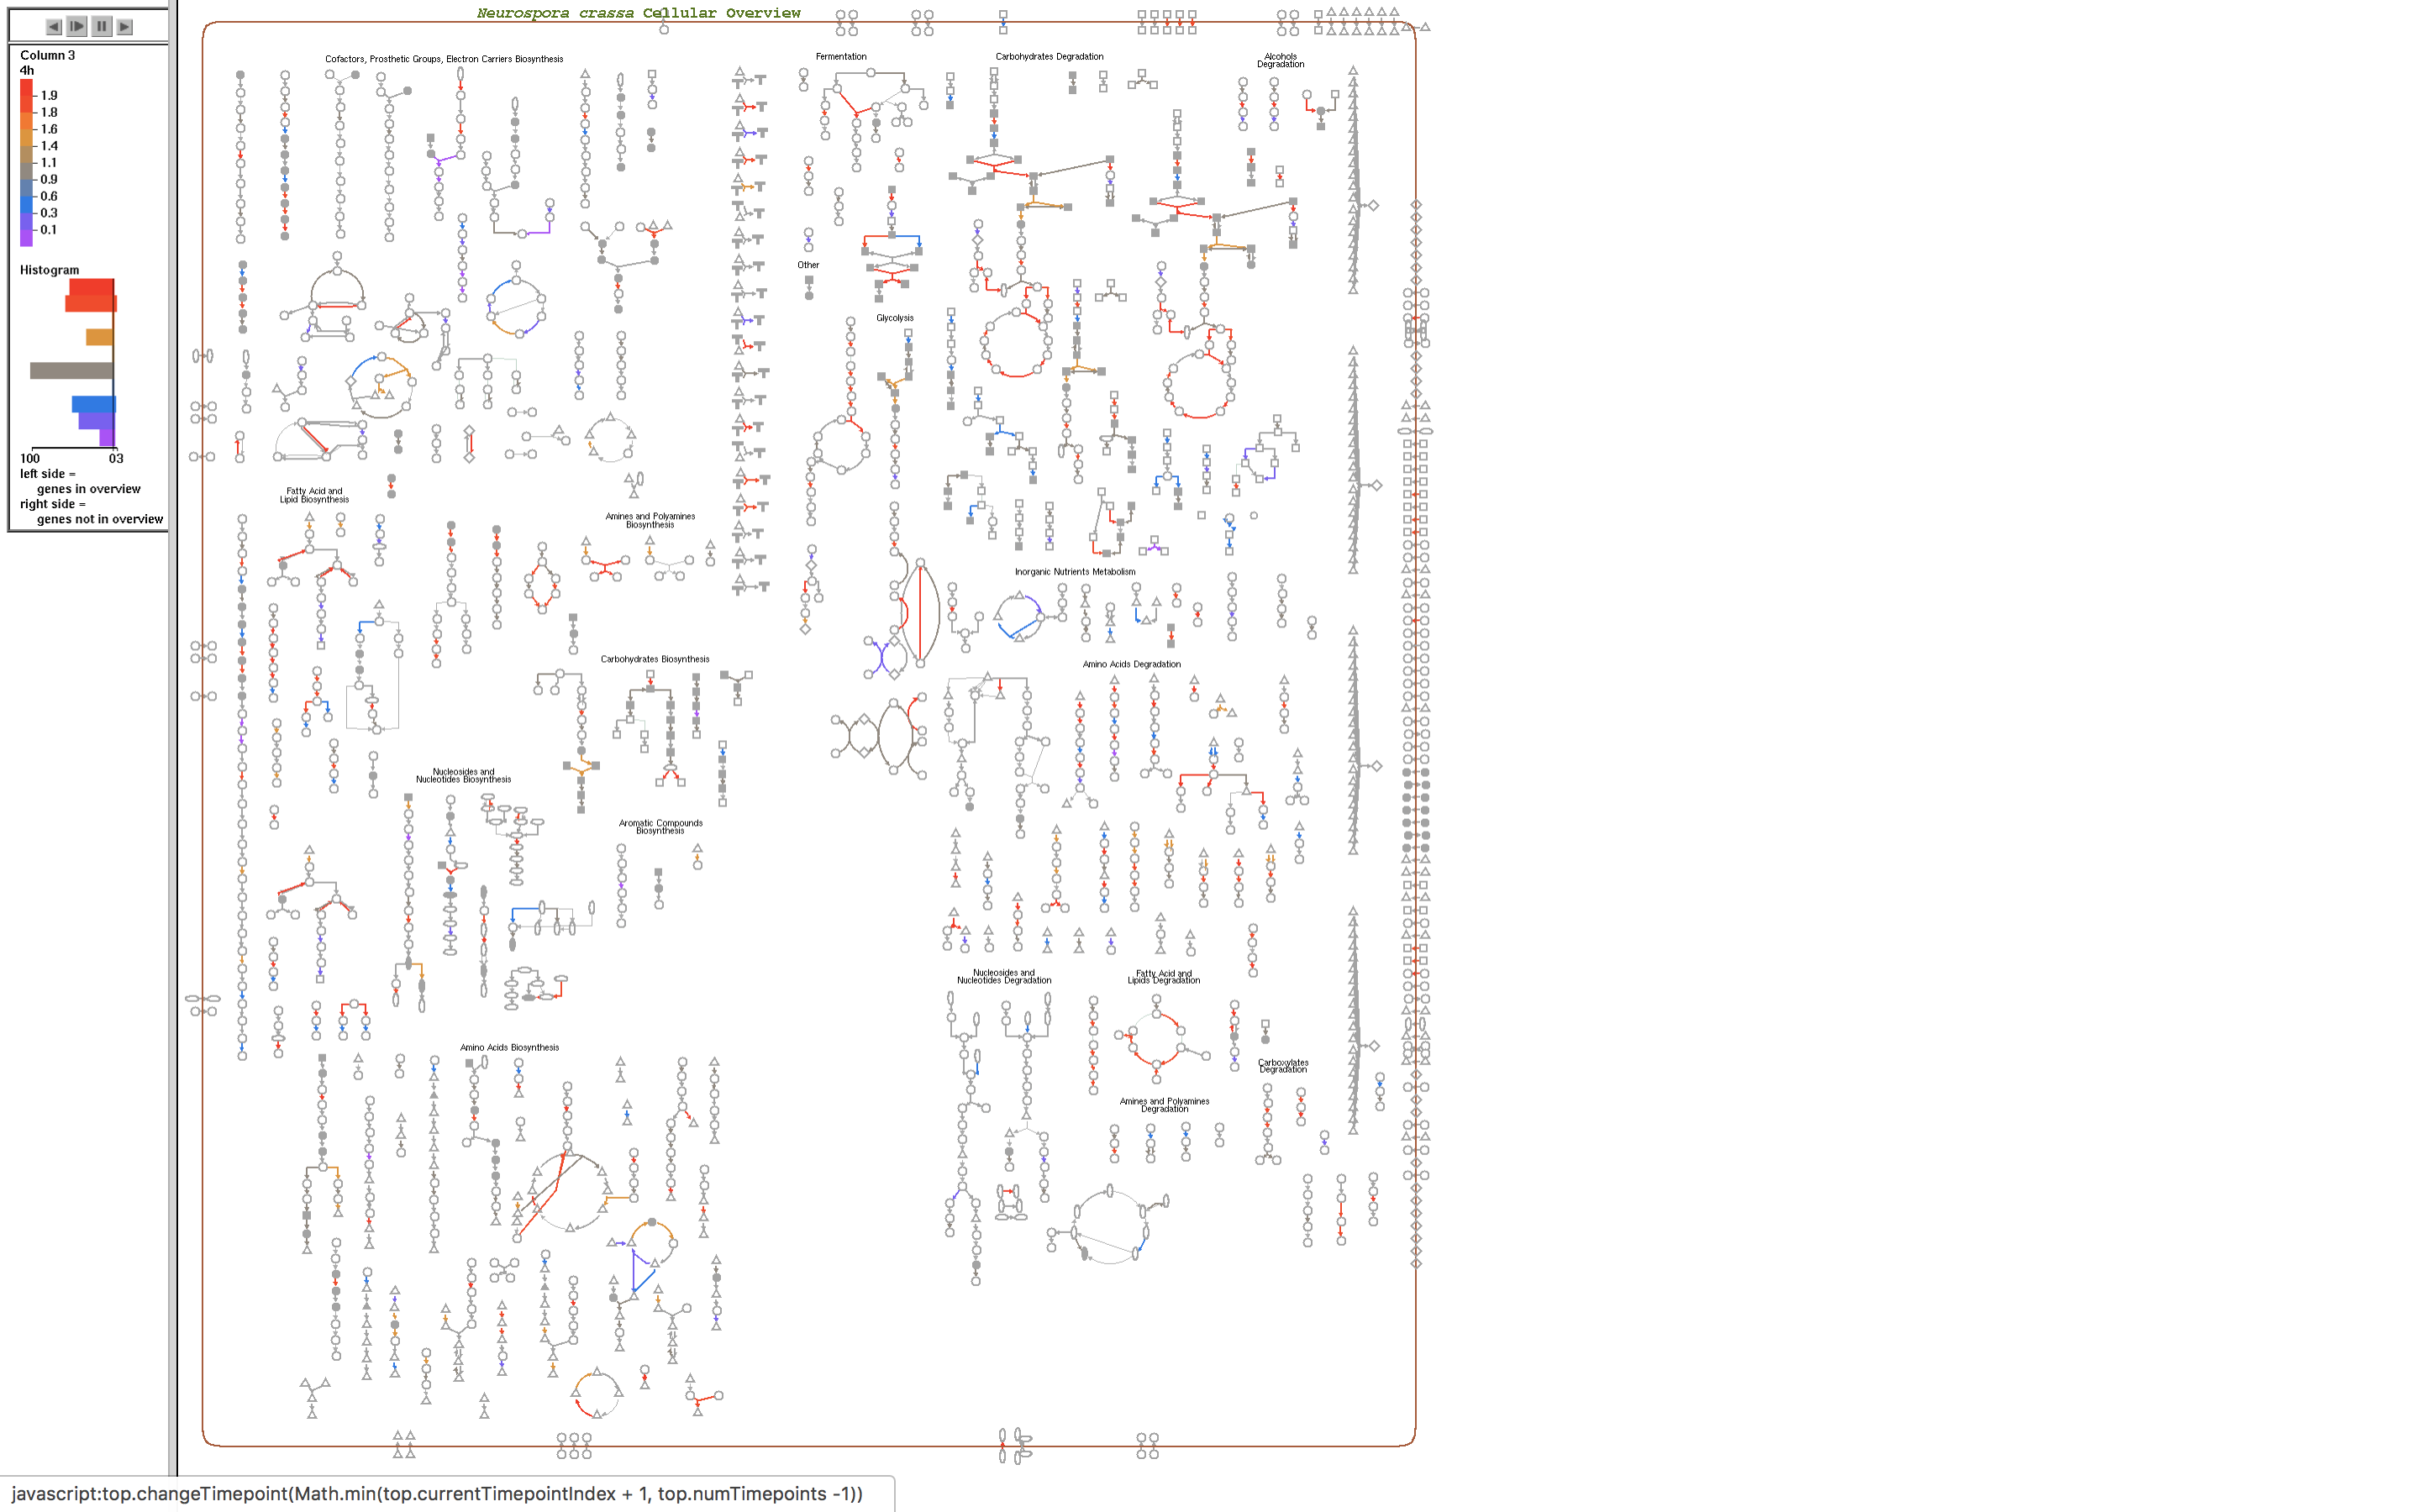 Neurospora crassa Cellular Overview
Column 3
4h
1.9
1.8
1.6
1.4
1.1
0.9
0.6
0.3
0.1
Histogram
100 03
left side =
genes in overview
right side =
genes not in overview
Cofactors, Prosthetic Groups, Electron Carriers Biosynthesis
Fermentation
Carbohydrates Degradation
Alcohols
Degradation
Other
Glycolysis
Fatty Acid and
Lipid Biosynthesis
Amines and Polyamines
Biosynthesis
Inorganic Nutrients Metabolism
Carbohydrates Biosynthesis
Amino Acids Degradation
Nucleosides and
Nucleotides Biosynthesis
Aromatic Compounds
Biosynthesis
Nucleosides and
Nucleotides Degradation
Fatty Acid and
Lipids Degradation
Amino Acids Biosynthesis
Carboxylates
Degradation
Amines and Polyamines
Degradation
javascript:top.changeTimepoint(Math.min(top.currentTimepointIndex + 1, top.numTimepoints -1))